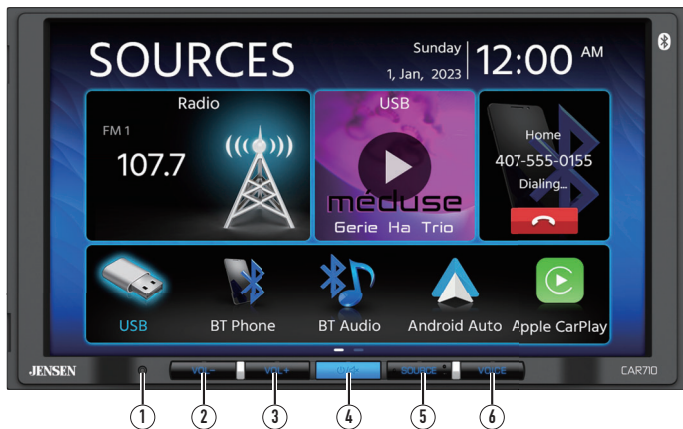 SOURCES
Sunday
1, Jan, 2023
12:00 AM
Radio
FM 1
107.7
USB
méduse
Gerie Ha Trio
Home
407-555-0155
Dialing...
USB
BT Phone
BT Audio
Android Auto
Apple CarPlay
JENSEN
VOL-
VOL+
SOURCE
VOICE
CAR710
1
2
3
4
5
6